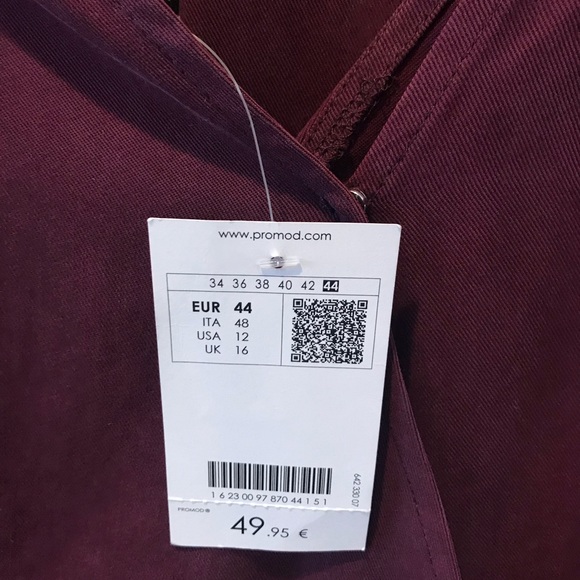 www.promod.com
34 36 38 40 42 44
EUR 44
ITA 48
USA 12
UK 16
1 6 23 00 97 870 44 1 5 1
642 330 07
PROMOD®
49.95 €